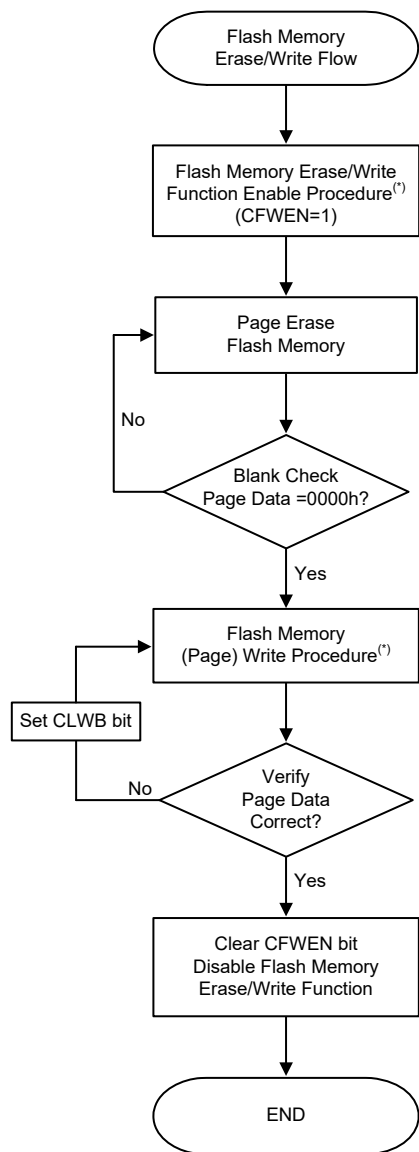 Flash Memory
Erase/Write Flow
Flash Memory Erase/Write
Function Enable Procedure(*)
(CFWEN=1)
Page Erase
Flash Memory
No
Blank Check
Page Data =0000h?
Yes
Flash Memory
(Page) Write Procedure(*)
Set CLWB bit
No
Verify
Page Data
Correct?
Yes
Clear CFWEN bit
Disable Flash Memory
Erase/Write Function
END